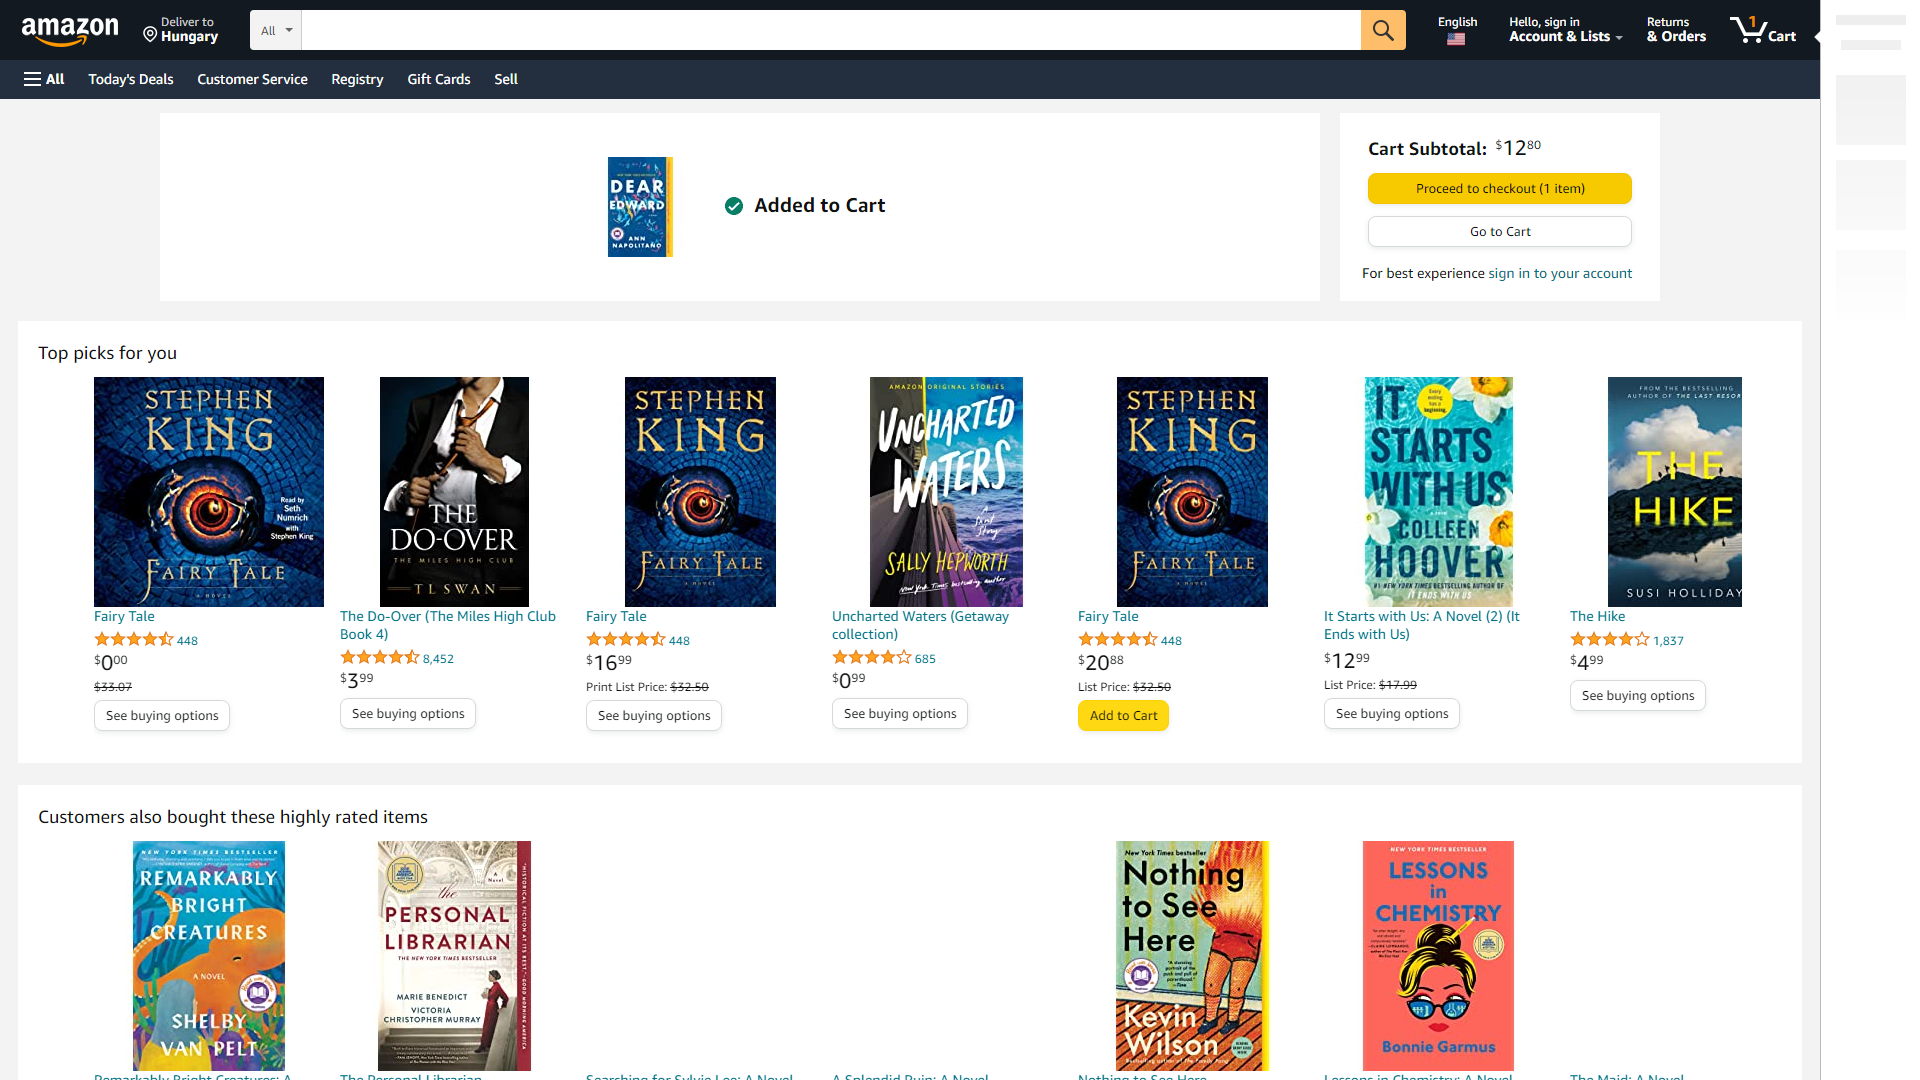 amazon
Deliver to
Hungary
All
English
Hello, sign in
Account & Lists
Returns
& Orders
1
Cart
All
Today's Deals
Customer Service
Registry
Gift Cards
Sell
DEAR
EDWARD
ANN
NAPOLITANO
Added to Cart
Cart Subtotal: $12 80
Proceed to checkout (1 item)
Go to Cart
For best experience sign in to your account
Top picks for you
STEPHEN
KING
Read by
Seth
Numrich
with
Stephen King
FAIRY TALE
A NOVEL
THE
DO-OVER
THE MILES HIGH CLUB
T L SWAN
STEPHEN
KING
FAIRY TALE
A NOVEL
AMAZON ORIGINAL STORIES
UNCHARTED
WATERS
A
Short
Story
SALLY HEPWORTH
New York Times bestselling author
STEPHEN
KING
FAIRY TALE
A NOVEL
Every
ending
has a
beginning.
IT
STARTS
WITH US
COLLEEN
HOOVER
#1 NEW YORK TIMES BESTSELLING AUTHOR OF
IT ENDS WITH US
FROM THE BESTSELLING
AUTHOR OF THE LAST RESOR
THE
HIKE
SUSI HOLLIDAY
Fairy Tale
448
$0 00
$33.07
See buying options
The Do-Over (The Miles High Club
Book 4)
8,452
$3 99
See buying options
Fairy Tale
448
$16 99
Print List Price: $32.50
See buying options
Uncharted Waters (Getaway
collection)
685
$0 99
See buying options
Fairy Tale
448
$20 88
List Price: $32.50
Add to Cart
It Starts with Us: A Novel (2) (It
Ends with Us)
$12 99
List Price: $17.99
See buying options
The Hike
1,837
$4 99
See buying options
Customers also bought these highly rated items
NEW YORK TIMES BESTSELLER
REMARKABLY
BRIGHT
CREATURES
A NOVEL
SHELBY
VAN PELT
A
Novel
the
PERSONAL
LIBRARIAN
THE NEW YORK TIMES BESTSELLER
MARIE BENEDICT
VICTORIA
CHRISTOPHER MURRAY
New York Times bestseller
Nothing
to See
Here
Kevin
Wilson
NEW YORK TIMES BESTSELLER
LESSONS
in
CHEMISTRY
Bonnie Garmus
Remarkably Bright Creatures: A
The Personal Librarian
Searching for Sylvie Lee: A Novel
A Splendid Ruin: A Novel
Nothing to See Here
Lessons in Chemistry: A Novel
The Maid: A Novel